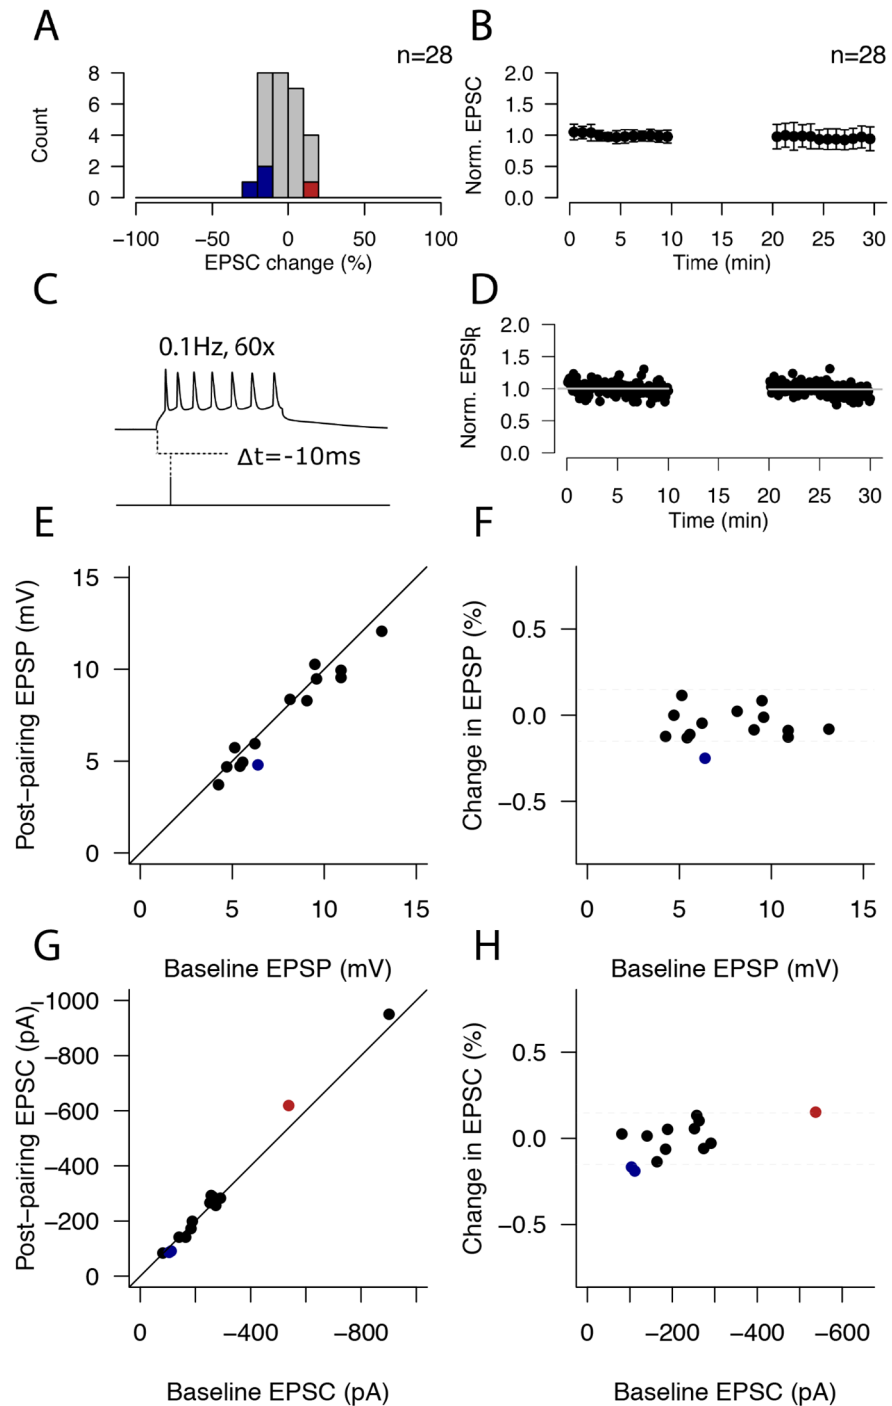 A
n=28
Count
8
6
4
2
0
−100
−50
0
50
100
EPSC change (%)
B
n=28
Norm. EPSC
2.0
1.5
1.0
0.5
0.0
0
5
10
15
20
25
30
Time (min)
C
0.1Hz, 60x
Δt=-10ms
D
Norm. EPSI_R
2.0
1.5
1.0
0.5
0.0
0
5
10
15
20
25
30
Time (min)
E
Post−pairing EPSP (mV)
15
10
5
0
0
5
10
15
Baseline EPSP (mV)
F
Change in EPSP (%)
0.5
0.0
−0.5
0
5
10
15
Baseline EPSP (mV)
G
Post−pairing EPSC (pA)
-1000
−800
−600
−400
−200
0
0
−400
−800
Baseline EPSC (pA)
H
Change in EPSC (%)
0.5
0.0
−0.5
0
−200
−400
−600
Baseline EPSC (pA)